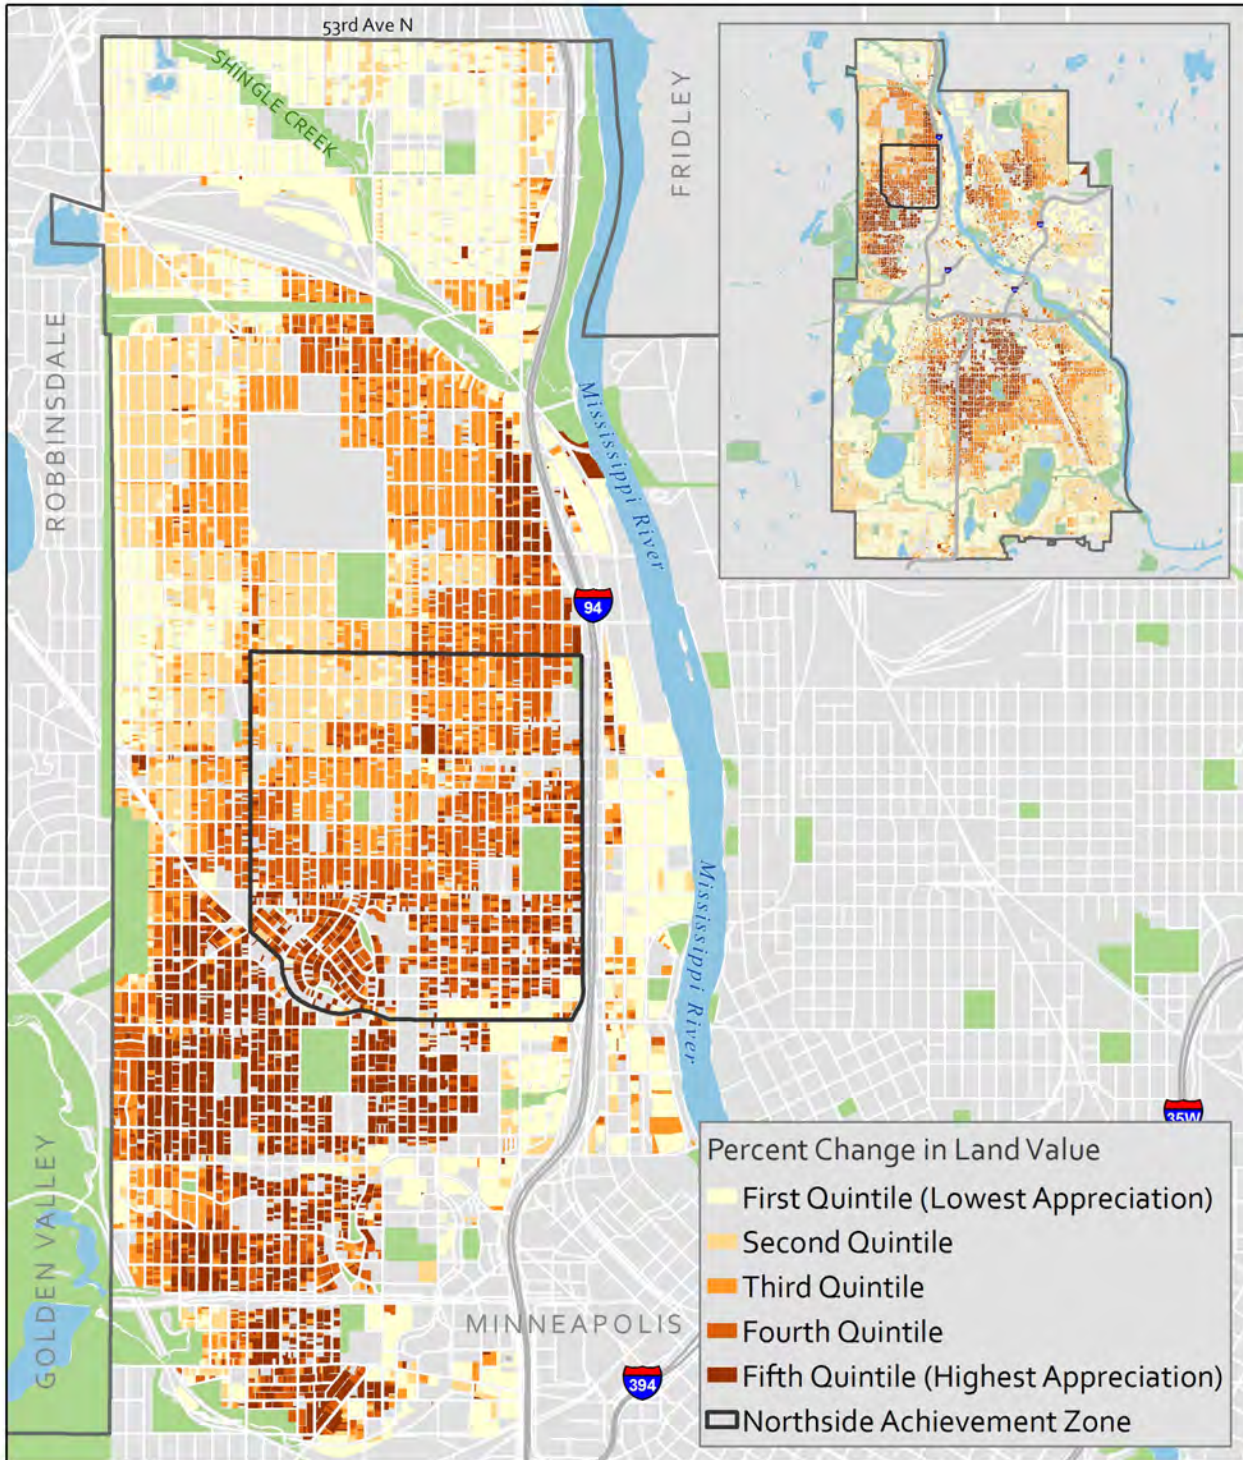 53rd Ave N
SHINGLE CREEK
FRIDLEY
ROBBINSDALE
Mississippi River
94
Mississippi River
35W
GOLDEN VALLEY
MINNEAPOLIS
394
Percent Change in Land Value
First Quintile (Lowest Appreciation)
Second Quintile
Third Quintile
Fourth Quintile
Fifth Quintile (Highest Appreciation)
Northside Achievement Zone